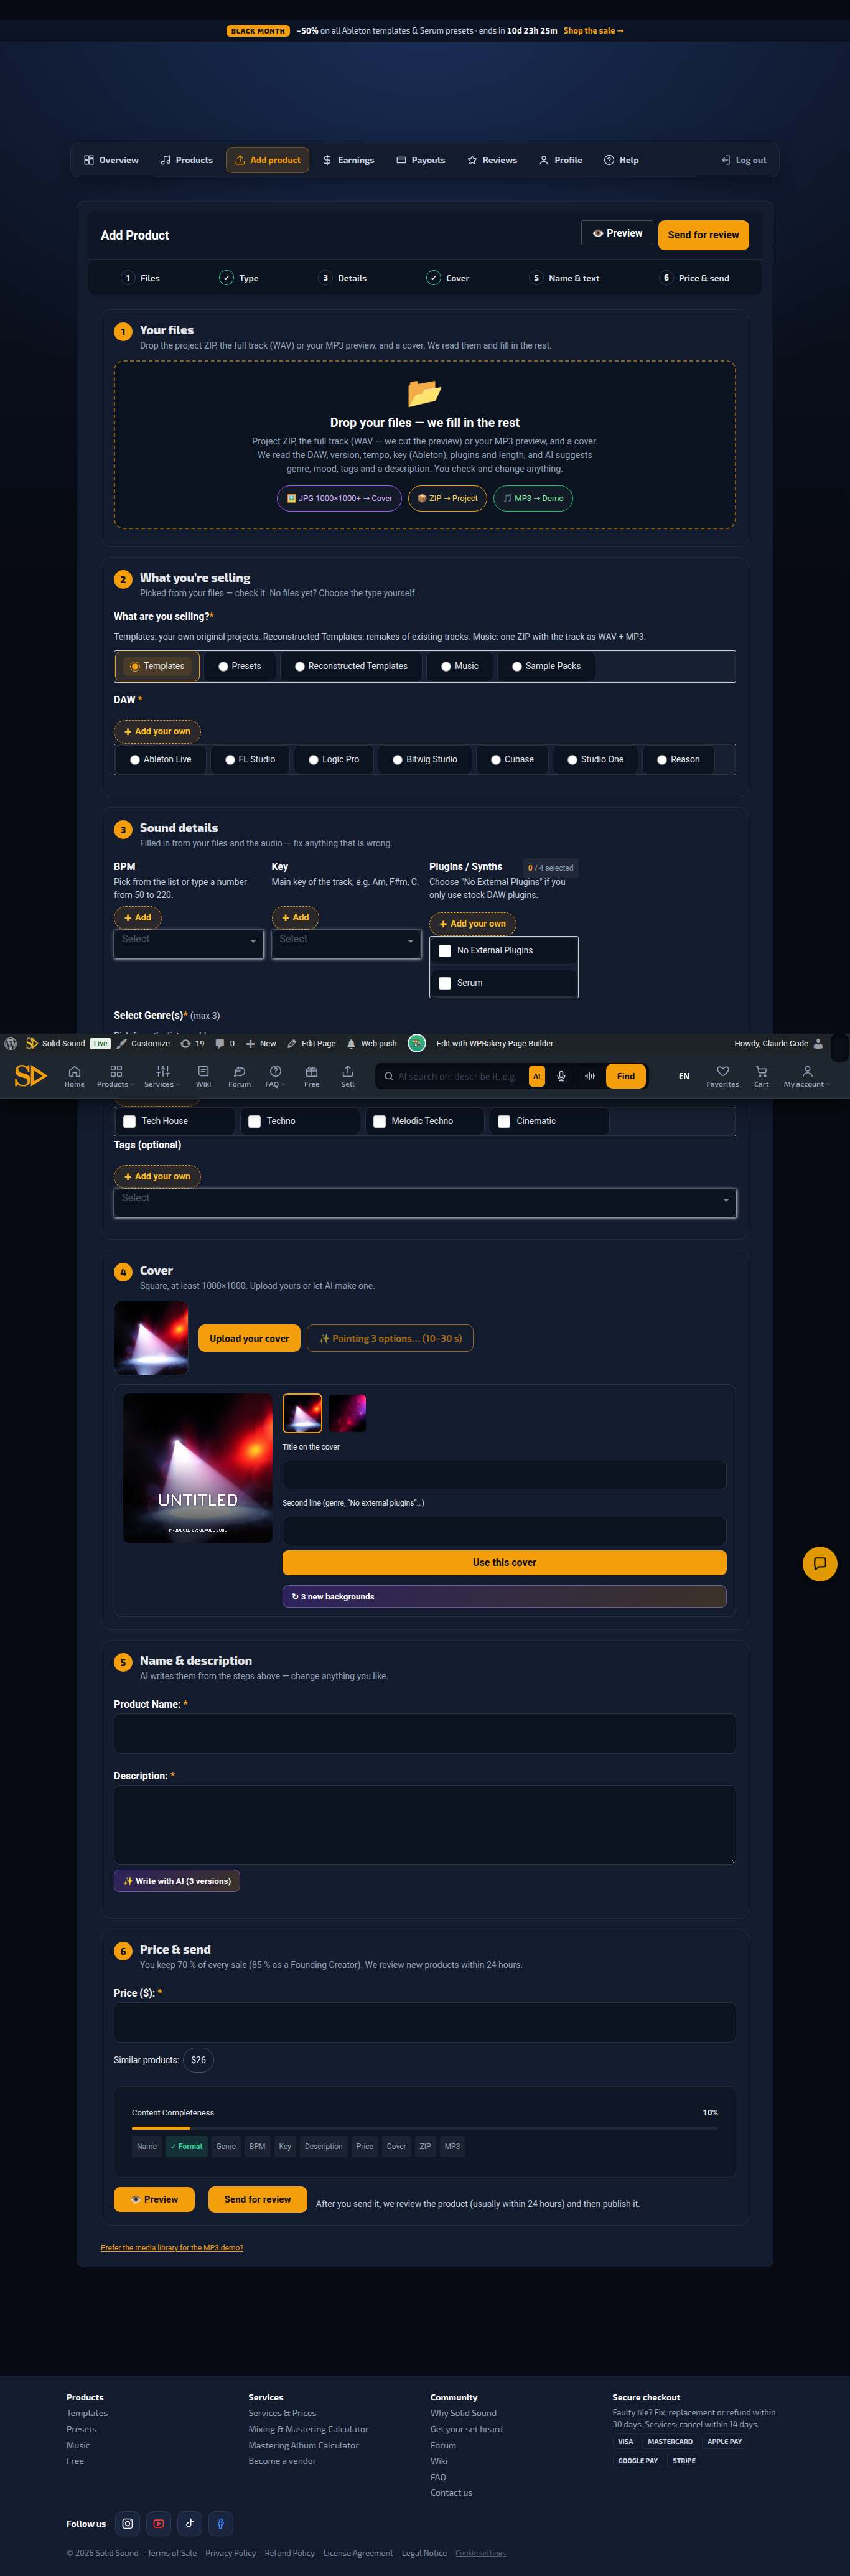 BLACK MONTH −50% on all Ableton templates & Serum presets · ends in 10d 23h 25m Shop the sale →
Overview Products Add product Earnings Payouts Reviews Profile Help Log out
Add Product
Preview Send for review
1 Files ✓ Type 3 Details ✓ Cover 5 Name & text 6 Price & send
1 Your files
Drop the project ZIP, the full track (WAV) or your MP3 preview, and a cover. We read them and fill in the rest.
Drop your files — we fill in the rest
Project ZIP, the full track (WAV — we cut the preview) or your MP3 preview, and a cover.
We read the DAW, version, tempo, key (Ableton), plugins and length, and AI suggests
genre, mood, tags and a description. You check and change anything.
JPG 1000×1000+ → Cover ZIP → Project MP3 → Demo
2 What you're selling
Picked from your files — check it. No files yet? Choose the type yourself.
What are you selling?*
Templates: your own original projects. Reconstructed Templates: remakes of existing tracks. Music: one ZIP with the track as WAV + MP3.
Templates Presets Reconstructed Templates Music Sample Packs
DAW *
+ Add your own
Ableton Live FL Studio Logic Pro Bitwig Studio Cubase Studio One Reason
3 Sound details
Filled in from your files and the audio — fix anything that is wrong.
BPM
Pick from the list or type a number
from 50 to 220.
+ Add
Select
Key
Main key of the track, e.g. Am, F#m, C.
+ Add
Select
Plugins / Synths 0 / 4 selected
Choose "No External Plugins" if you
only use stock DAW plugins.
+ Add your own
No External Plugins
Serum
Select Genre(s)* (max 3)
Solid Sound Live Customize 19 0 New Edit Page Web push Edit with WPBakery Page Builder Howdy, Claude Code
Home Products Services Wiki Forum FAQ Free Sell AI search on: describe it, e.g. AI Find EN Favorites Cart My account
Tech House Techno Melodic Techno Cinematic
Tags (optional)
+ Add your own
Select
4 Cover
Square, at least 1000×1000. Upload yours or let AI make one.
Upload your cover ✨ Painting 3 options… (10–30 s)
UNTITLED
PRODUCED BY: CLAUDE CODE
Title on the cover
Second line (genre, "No external plugins"…)
Use this cover
↻ 3 new backgrounds
5 Name & description
AI writes them from the steps above — change anything you like.
Product Name: *
Description: *
✨ Write with AI (3 versions)
6 Price & send
You keep 70 % of every sale (85 % as a Founding Creator). We review new products within 24 hours.
Price ($): *
Similar products: $26
Content Completeness 10%
Name ✓ Format Genre BPM Key Description Price Cover ZIP MP3
Preview Send for review After you send it, we review the product (usually within 24 hours) and then publish it.
Prefer the media library for the MP3 demo?
Products
Templates
Presets
Music
Free
Services
Services & Prices
Mixing & Mastering Calculator
Mastering Album Calculator
Become a vendor
Community
Why Solid Sound
Get your set heard
Forum
Wiki
FAQ
Contact us
Secure checkout
Faulty file? Fix, replacement or refund within
30 days. Services: cancel within 14 days.
VISA MASTERCARD APPLE PAY
GOOGLE PAY STRIPE
Follow us
© 2026 Solid Sound Terms of Sale Privacy Policy Refund Policy License Agreement Legal Notice Cookie settings